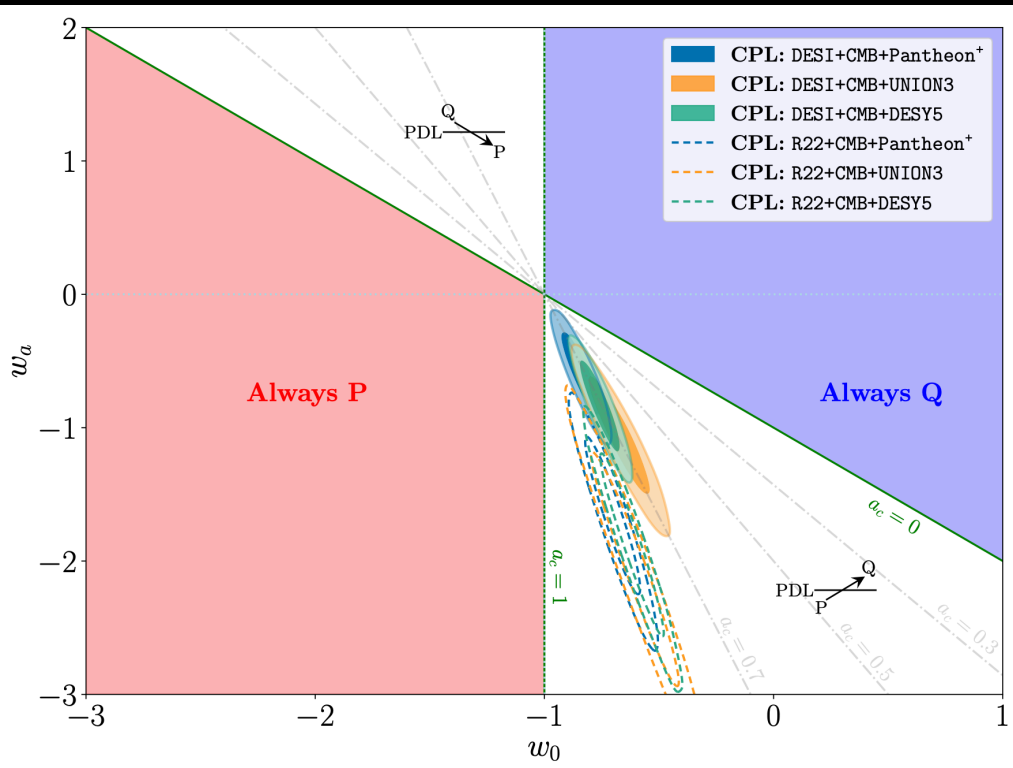 2
1
0
−1
−2
−3
w_a
−3
−2
−1
0
1
w_0
CPL: DESI+CMB+Pantheon⁺
CPL: DESI+CMB+UNION3
CPL: DESI+CMB+DESY5
CPL: R22+CMB+Pantheon⁺
CPL: R22+CMB+UNION3
CPL: R22+CMB+DESY5
Q
PDL
P
Always P
Always Q
a_c = 0
a_c = 1
Q
PDL
P
a_c = 0.3
a_c = 0.5
a_c = 0.7